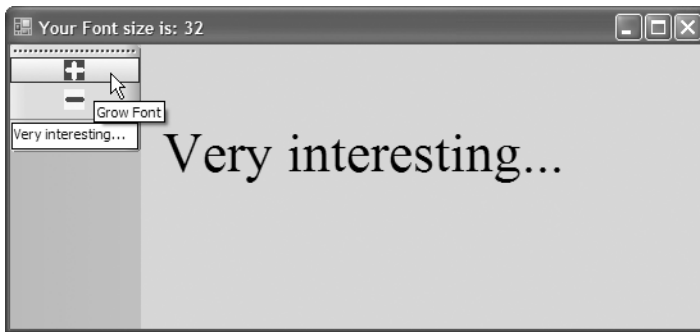 Your Font size is: 32
Grow Font
Very interesting...
Very interesting...